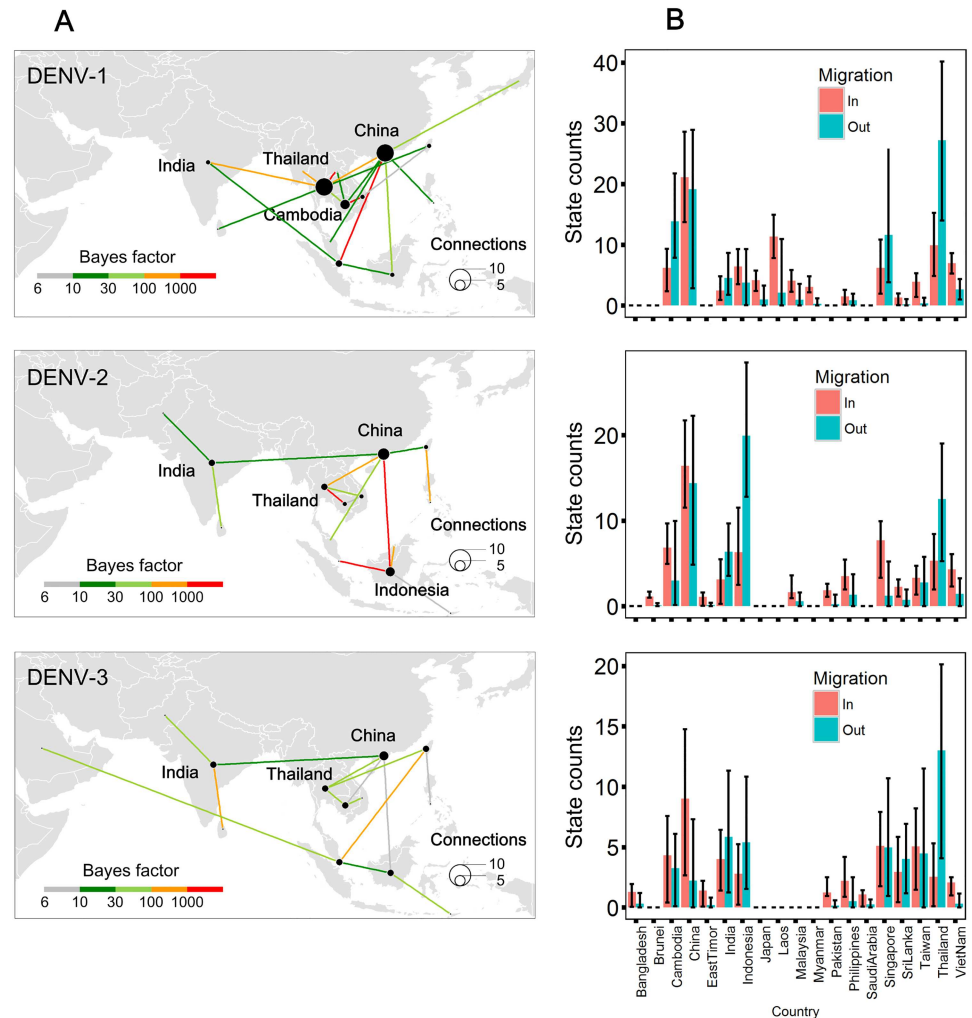 A
B
DENV-1
China
Thailand
India
Cambodia
Connections
10
5
Bayes factor
6 10 30 100 1000
State counts
40
30
20
10
0
Migration
In
Out
DENV-2
China
India
Thailand
Connections
10
5
Bayes factor
Indonesia
6 10 30 100 1000
State counts
20
10
0
Migration
In
Out
DENV-3
China
India
Thailand
Connections
10
5
Bayes factor
6 10 30 100 1000
State counts
20
15
10
5
0
Migration
In
Out
Bangladesh
Brunei
Cambodia
China
EastTimor
India
Indonesia
Japan
Laos
Malaysia
Myanmar
Pakistan
Philippines
SaudiArabia
Singapore
SriLanka
Taiwan
Thailand
VietNam
Country